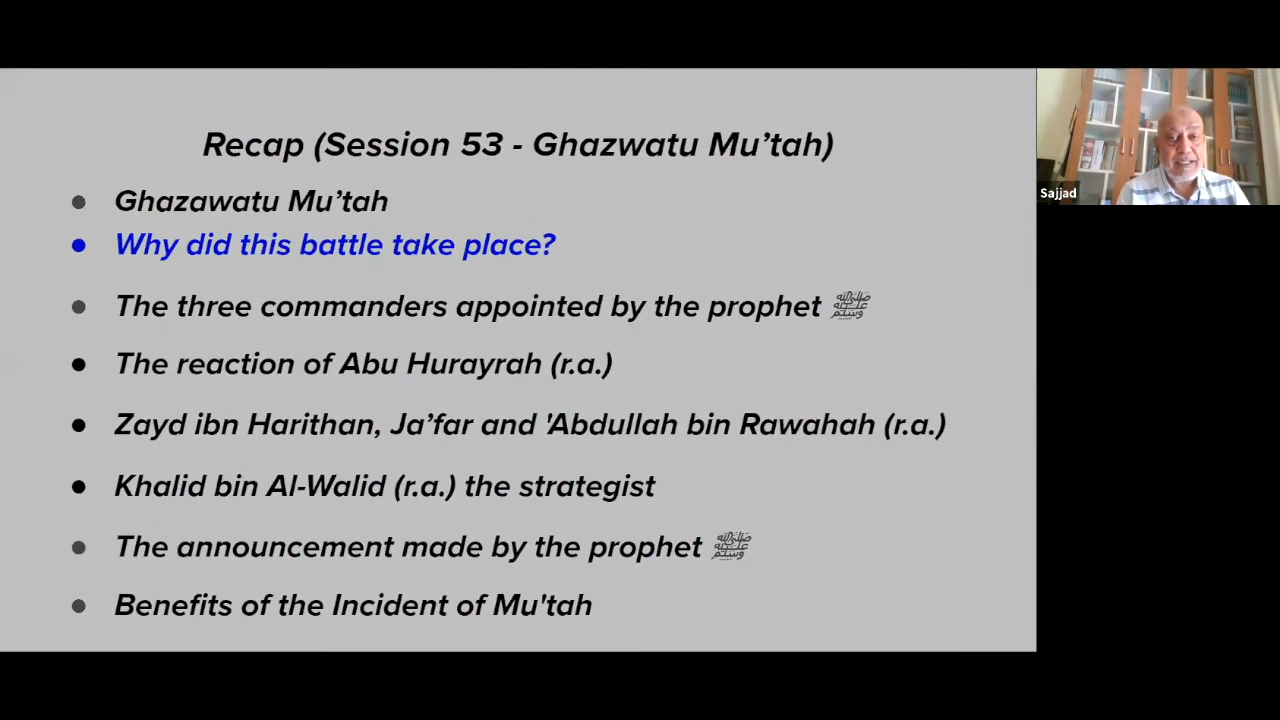 Recap (Session 53 - Ghazwatu Mu’tah)
● Ghazawatu Mu’tah
● Why did this battle take place?
● The three commanders appointed by the prophet ﷺ
● The reaction of Abu Hurayrah (r.a.)
● Zayd ibn Harithan, Ja’far and 'Abdullah bin Rawahah (r.a.)
● Khalid bin Al-Walid (r.a.) the strategist
● The announcement made by the prophet ﷺ
● Benefits of the Incident of Mu'tah
Sajjad